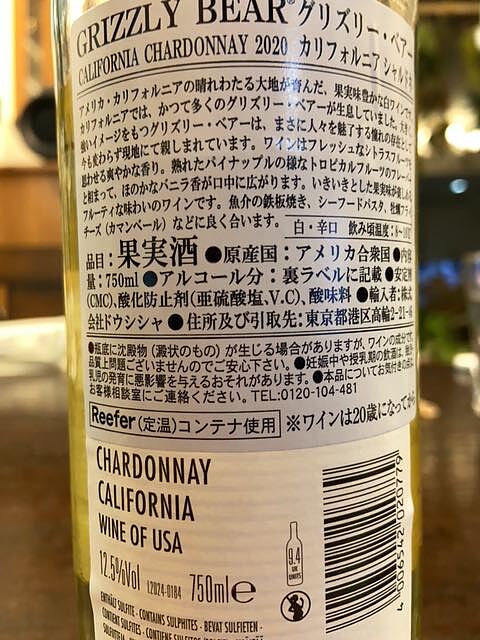 GRIZZLY BEAR® グリズリー・ベアー
CALIFORNIA CHARDONNAY 2020 カリフォルニア シャルドネ
アメリカ・カリフォルニアの晴れわたる大地が育んだ、果実味豊かな白ワインです。
カリフォルニアでは、かつて多くのグリズリー・ベアーが生息していました。大きく
強いイメージをもつグリズリー・ベアーは、まさに人々を魅了する憧れの存在として
今も変わらず現地にて親しまれています。ワインはフレッシュなシトラスフルーツを
思わせる爽やかな香り。熟れたパイナップルの様なトロピカルフルーツのフレーバー
と相まって、ほのかなバニラ香が口中に広がります。いきいきとした果実味が楽しめる
フルーティな味わいのワインです。魚介の鉄板焼き、シーフードパスタ、牡蠣フライ
チーズ（カマンベール）などに良く合います。
白・辛口 飲み頃温度：8～10℃
品目：果実酒●原産国：アメリカ合衆国●内容
量：750ml●アルコール分：裏ラベルに記載●安定剤
(CMC)、酸化防止剤(亜硫酸塩、V.C)、酸味料●輸入者：株式
会社ドウシシャ●住所及び引取先：東京都港区高輪2-21-
●瓶底に沈殿物（澱状のもの）が生じる場合がありますが、ワインの成分で
品質上問題ございませんのでご安心下さい。●妊娠中や授乳期の飲酒は、胎児
乳児の発育に悪影響を与えるおそれがあります。●本品についてお気付きの点は
お客様相談室にご連絡ください。TEL:0120-104-481
Reefer (定温)コンテナ使用 ※ワインは20歳になってから
CHARDONNAY
CALIFORNIA
WINE OF USA
12.5%Vol L2024-0184 750ml e
9.4
UK
UNITS
4 006542 020779
ENTHÄLT SULFITE - CONTAINS SULPHITES - BEVAT SULFIETEN -